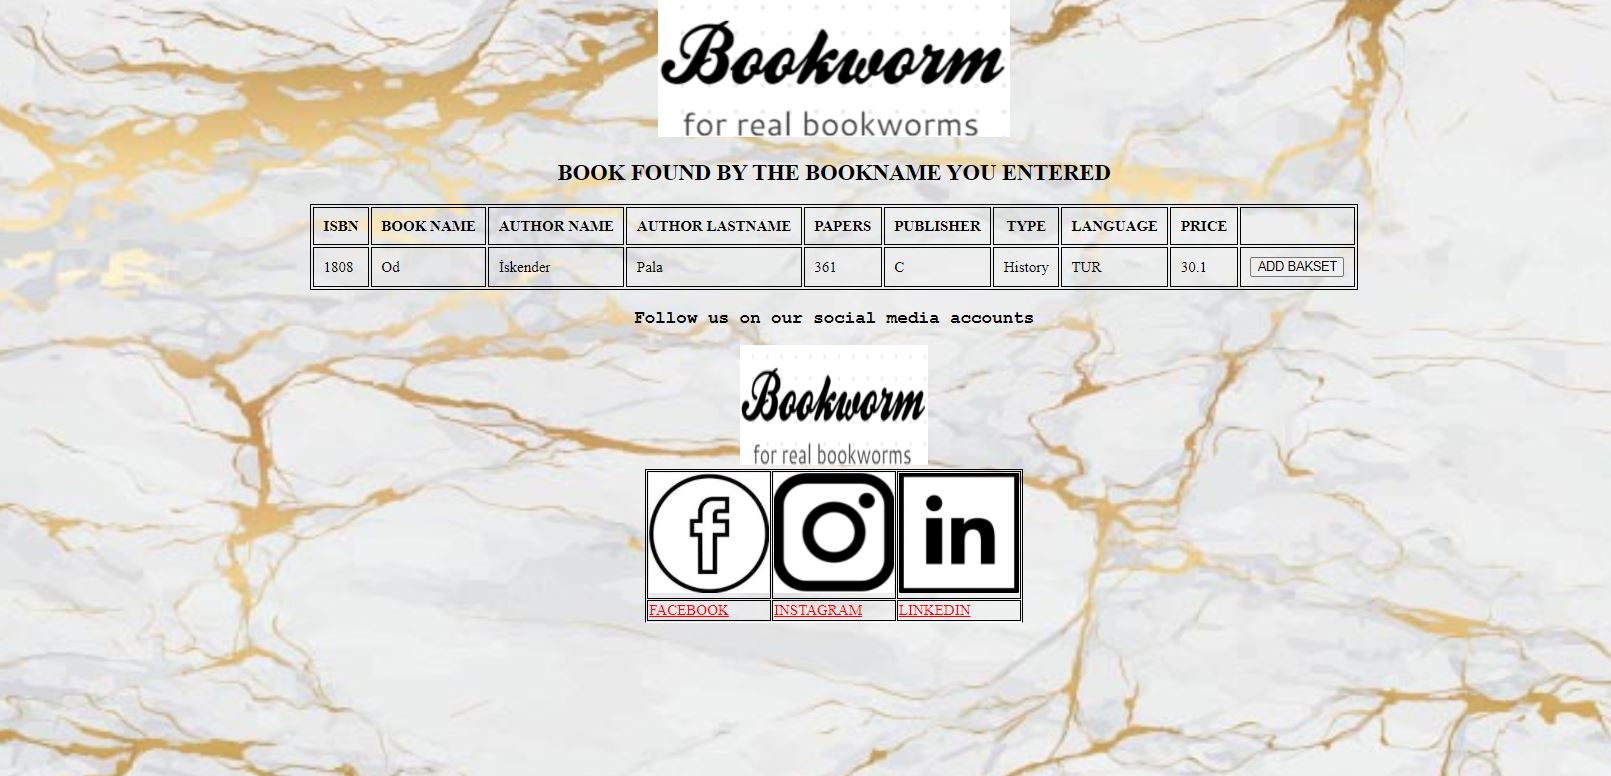 Bookworm
for real bookworms
BOOK FOUND BY THE BOOKNAME YOU ENTERED
ISBN BOOK NAME AUTHOR NAME AUTHOR LASTNAME PAPERS PUBLISHER TYPE LANGUAGE PRICE
1808 Od İskender Pala 361 C History TUR 30.1 ADD BAKSET
Follow us on our social media accounts
Bookworm
for real bookworms
f in
FACEBOOK INSTAGRAM LINKEDIN